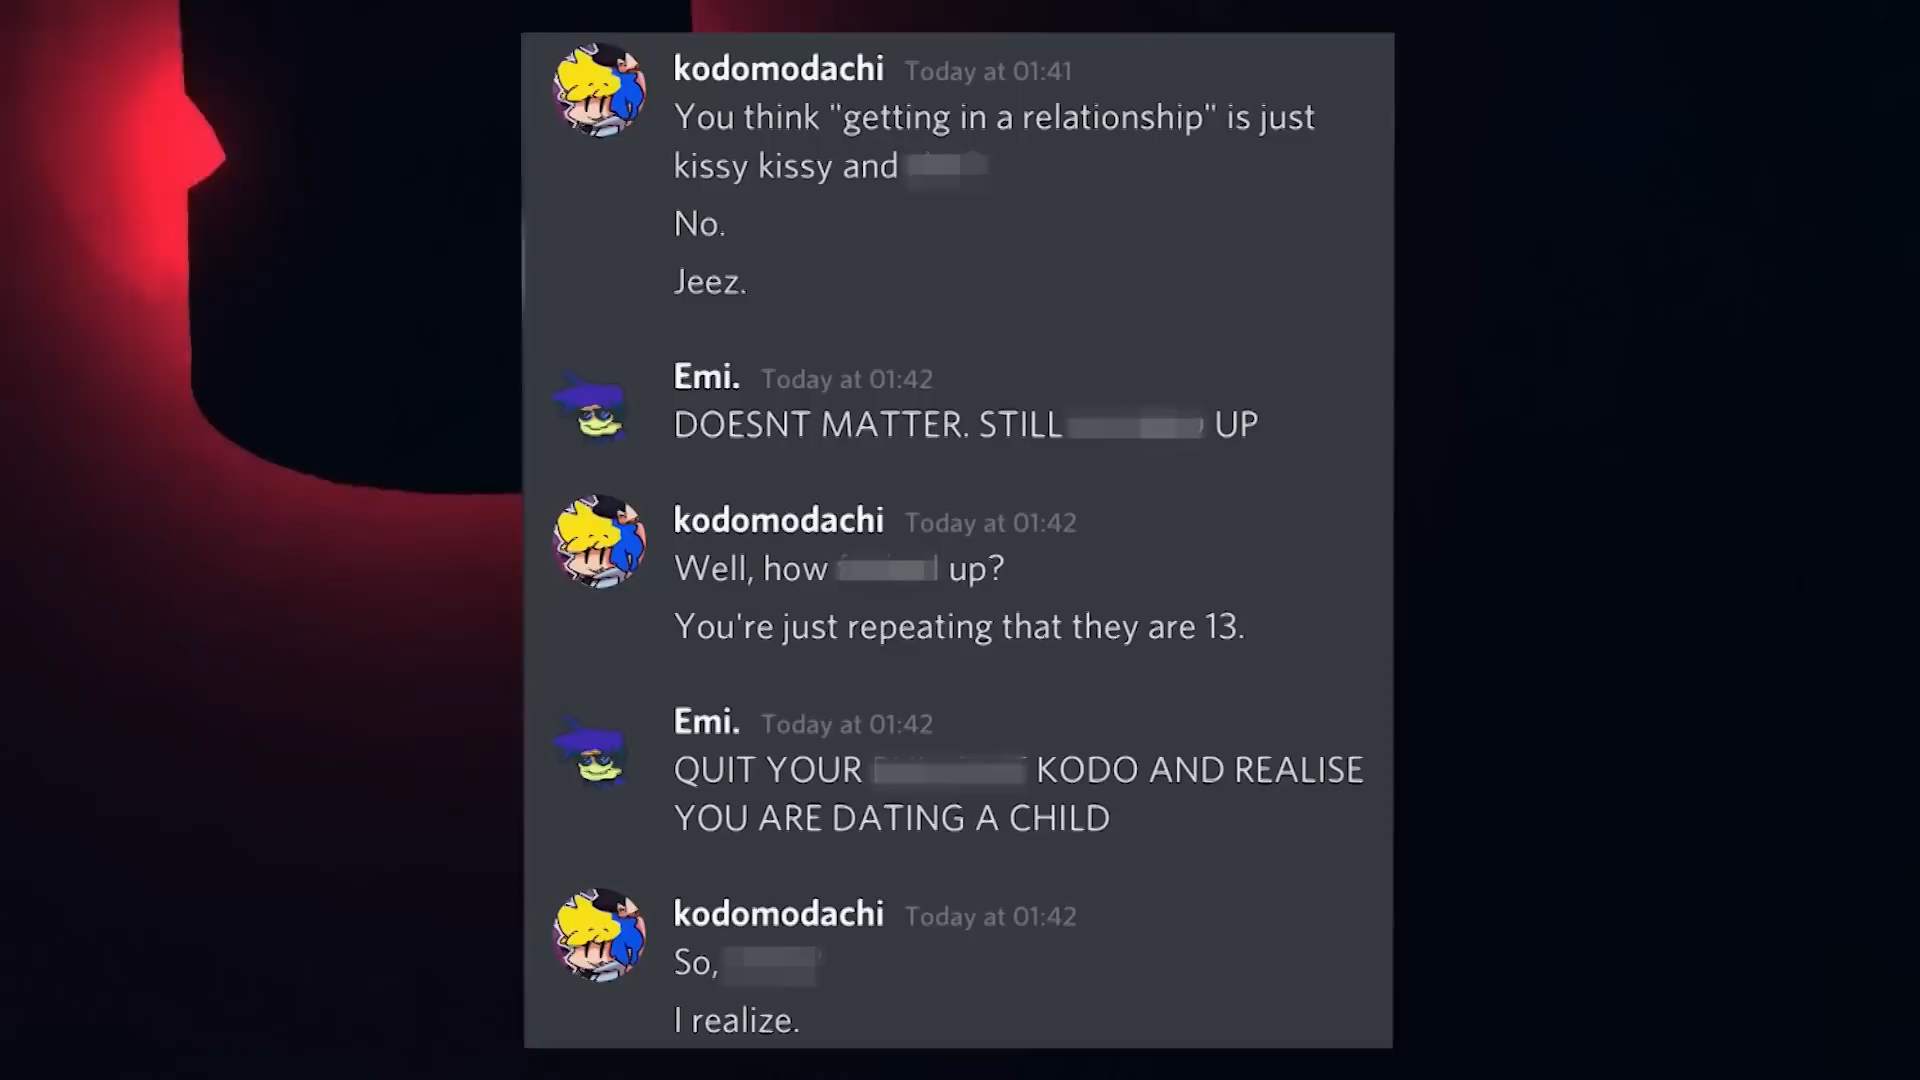 kodomodachi Today at 01:41
You think "getting in a relationship" is just
kissy kissy and
No.
Jeez.
Emi. Today at 01:42
DOESNT MATTER. STILL UP
kodomodachi Today at 01:42
Well, how up?
You're just repeating that they are 13.
Emi. Today at 01:42
QUIT YOUR KODO AND REALISE
YOU ARE DATING A CHILD
kodomodachi Today at 01:42
So,
I realize.